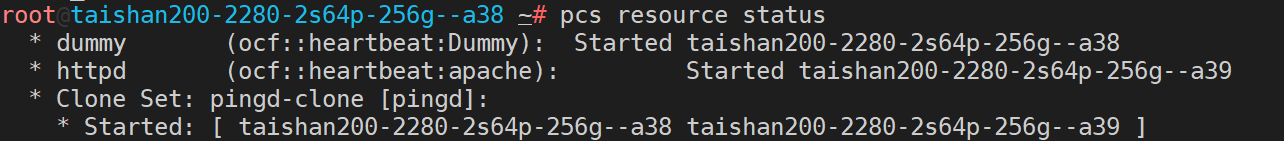 root@taishan200-2280-2s64p-256g--a38 ~# pcs resource status
  * dummy       (ocf::heartbeat:Dummy):  Started taishan200-2280-2s64p-256g--a38
  * httpd       (ocf::heartbeat:apache):         Started taishan200-2280-2s64p-256g--a39
  * Clone Set: pingd-clone [pingd]:
    * Started: [ taishan200-2280-2s64p-256g--a38 taishan200-2280-2s64p-256g--a39 ]